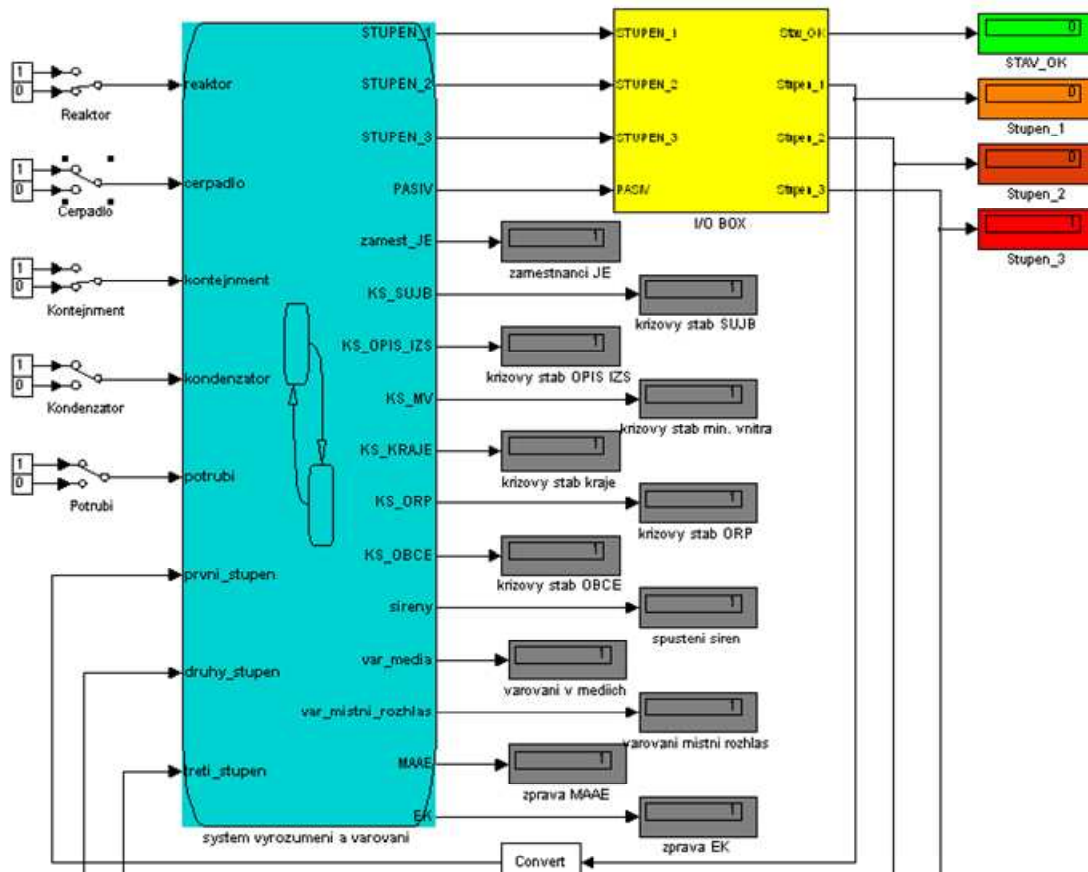 STUPEN_1
STUPEN_1
Stav_OK
0
STAV_OK
1
0
reaktor
Reaktor
STUPEN_2
STUPEN_2
Stupen_1
0
Stupen_1
STUPEN_3
STUPEN_3
Stupen_2
0
Stupen_2
1
0
cerpadlo
Cerpadlo
PASIV
PASIV
Stupen_3
I/O BOX
1
Stupen_3
zamest_JE
1
zamestnanci JE
1
0
kontejnment
Kontejnment
KS_SUJB
1
krizovy stab SUJB
KS_OPIS_IZS
1
krizovy stab OPIS IZS
1
0
kondenzator
Kondenzator
KS_MV
1
krizovy stab min. vnitra
KS_KRAJE
1
krizovy stab kraje
1
0
potrubi
Potrubi
KS_ORP
1
krizovy stab ORP
KS_OBCE
1
krizovy stab OBCE
prvni_stupen
sireny
1
spusteni siren
var_media
1
varovani v mediich
druhy_stupen
var_mistni_rozhlas
1
varovani mistni rozhlas
MAAE
1
zprava MAAE
treti_stupen
EK
1
zprava EK
system vyrozumeni a varovani
Convert